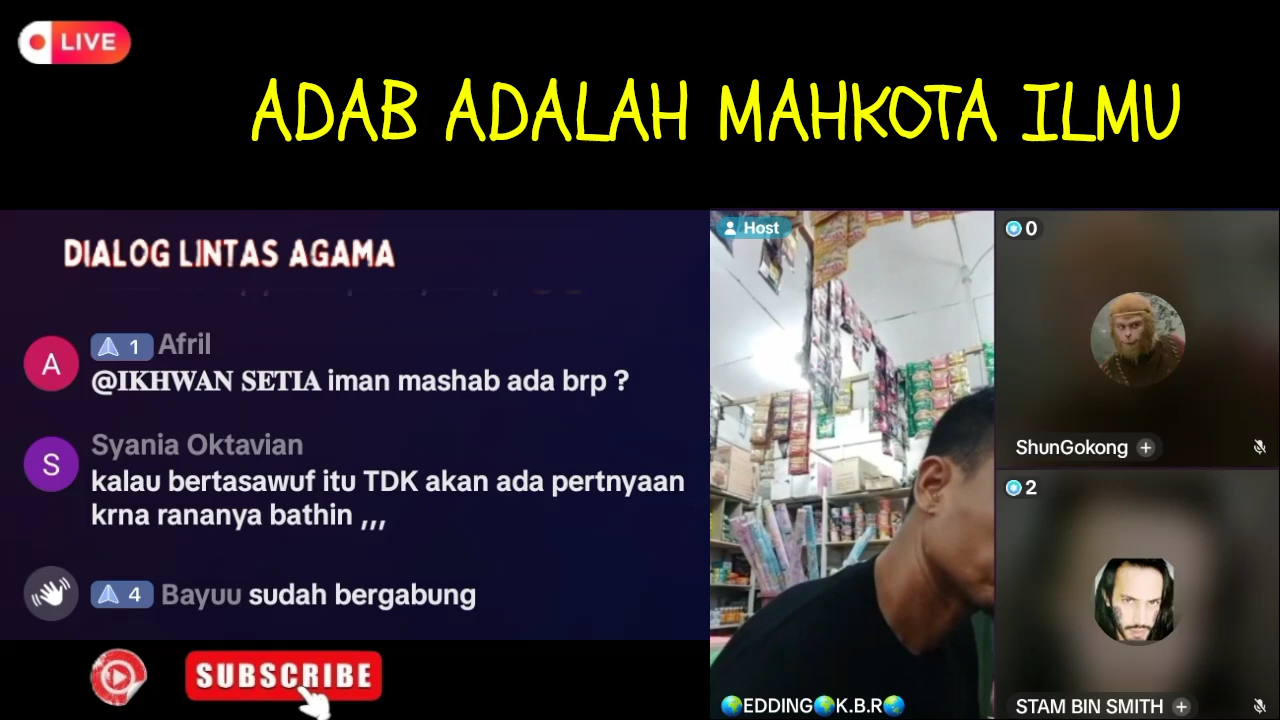 LIVE
ADAB ADALAH MAHKOTA ILMU
DIALOG LINTAS AGAMA
A
1 Afril
@IKHWAN SETIA iman mashab ada brp ?
S
Syania Oktavian
kalau bertasawuf itu TDK akan ada pertnyaan
krna rananya bathin ,,,
4 Bayuu sudah bergabung
SUBSCRIBE
Host
🌍EDDING🌍K.B.R🌍
0
ShunGokong +
2
STAM BIN SMITH +